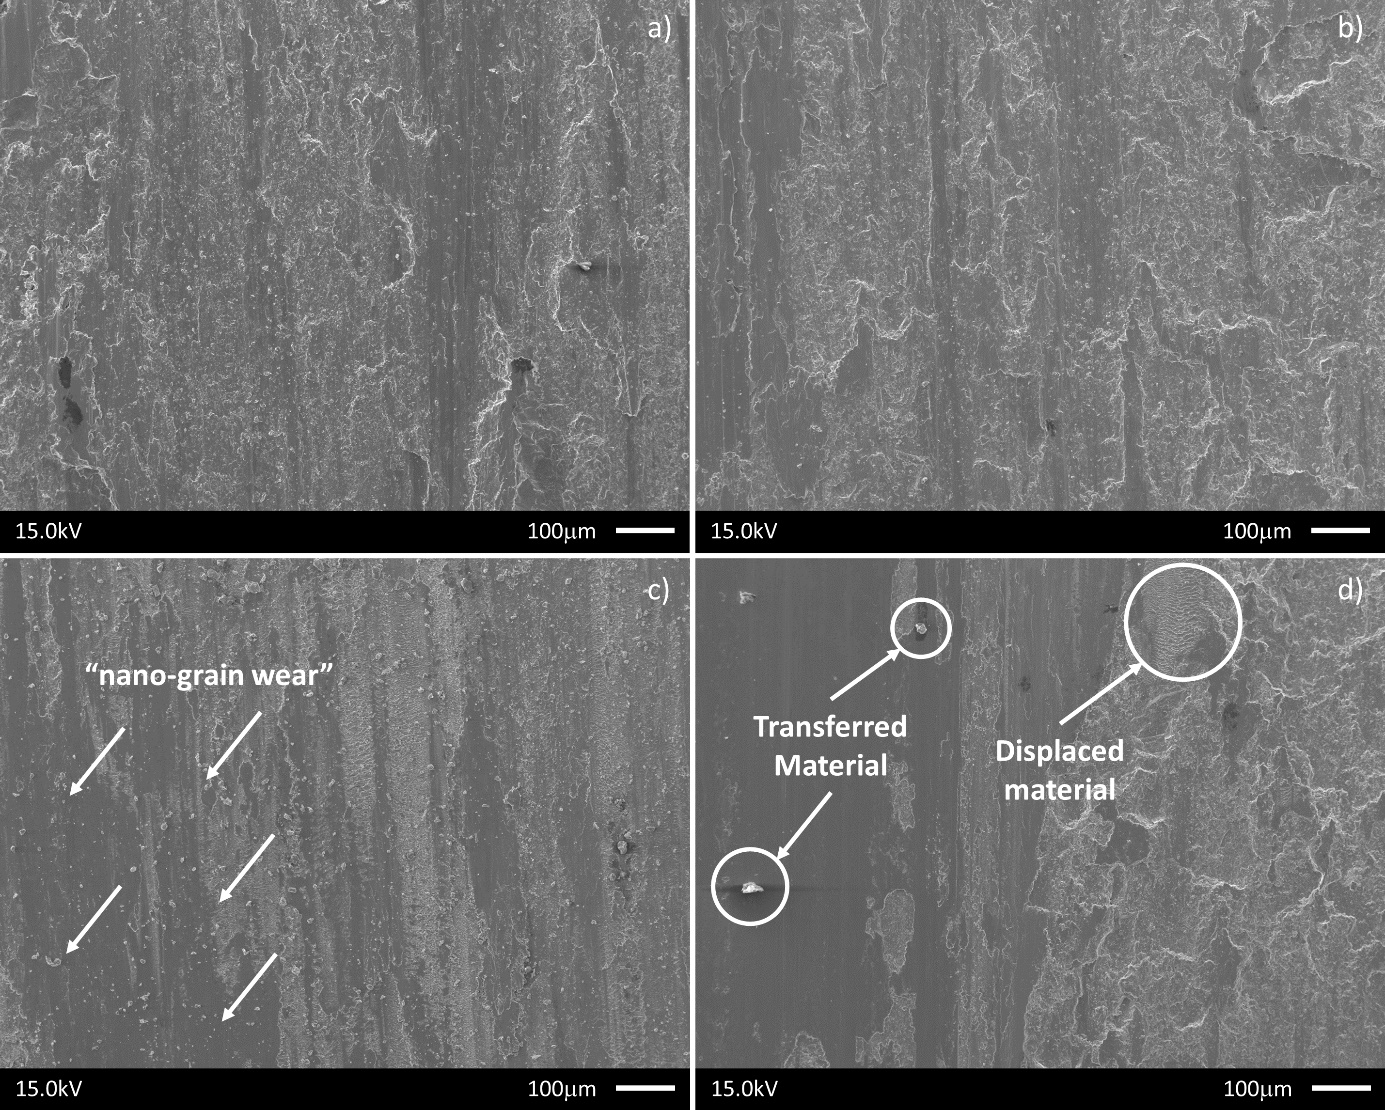 a)
b)
15.0kV
100μm
15.0kV
100μm
c)
"nano-grain wear"
15.0kV
100μm
d)
Transferred
Material
Displaced
material
15.0kV
100μm